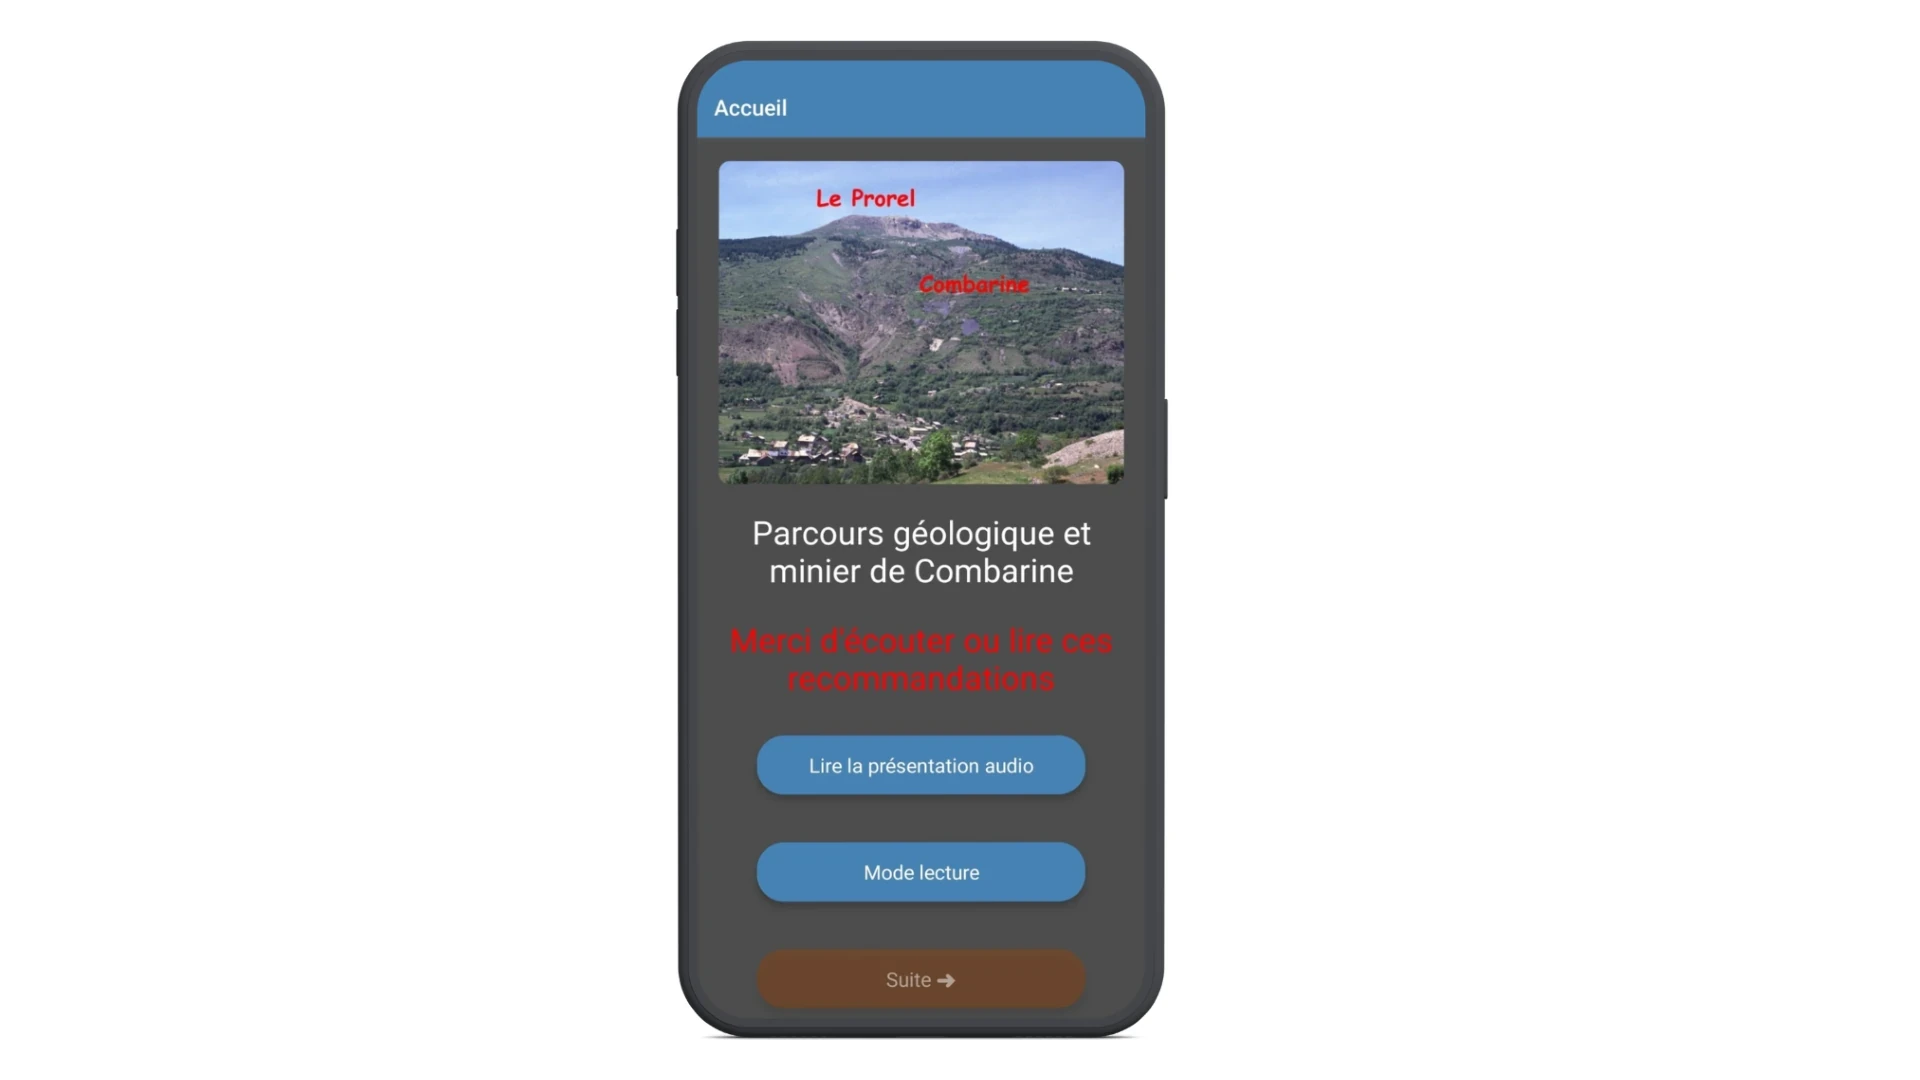 Accueil
Le Prorel
Combarine
Parcours géologique et
minier de Combarine
Merci d'écouter ou lire ces
recommandations
Lire la présentation audio
Mode lecture
Suite ➔